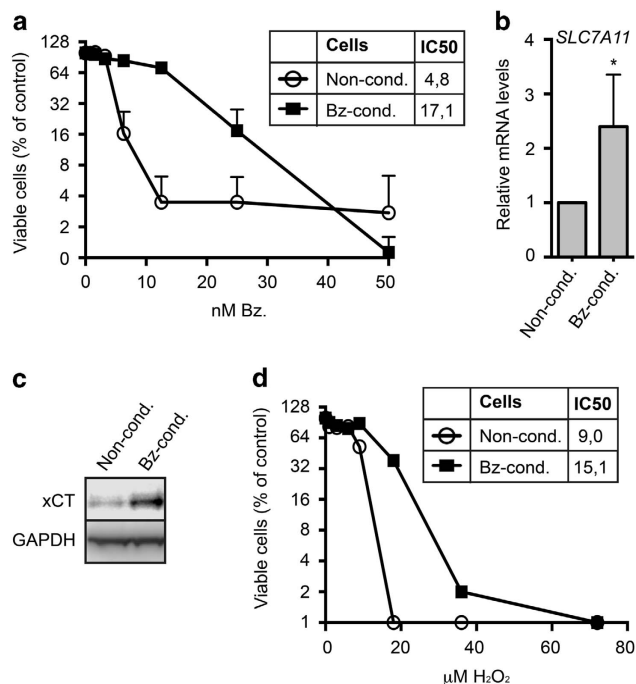 a
128
64
32
16
8
4
2
0
Viable cells (% of control)
0 10 20 30 40 50
nM Bz.
Cells IC50
Non-cond. 4,8
Bz-cond. 17,1
b
SLC7A11
*
4
3
2
1
0
Relative mRNA levels
Non-cond.
Bz-cond.
c
Non-cond.
Bz-cond.
xCT
GAPDH
d
128
64
32
16
8
4
2
1
Viable cells (% of control)
0 20 40 60 80
µM H₂O₂
Cells IC50
Non-cond. 9,0
Bz-cond. 15,1